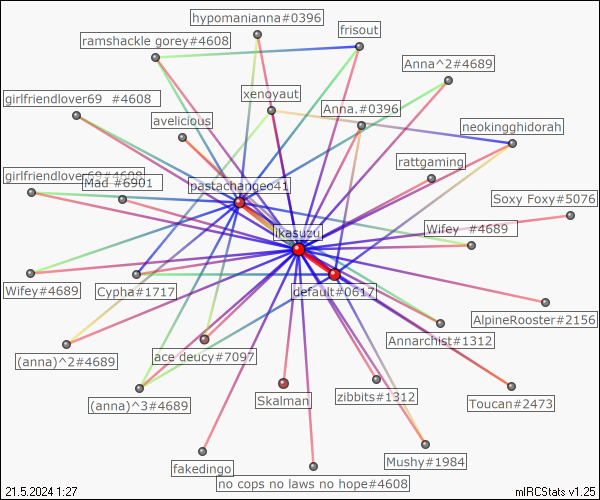 hypomanianna#0396
frisout
ramshackle gorey#4608
Anna^2#4689
girlfriendlover69 #4608
xenoyaut
Anna.#0396
avelicious
neokingghidorah
rattgaming
girlfriendlover69#4608
Mad #6901
pastachangeo41
Soxy Foxy#5076
ikasuzu
Wifey #4689
Wifey#4689
Cypha#1717
default#0617
AlpineRooster#2156
Annarchist#1312
(anna)^2#4689
ace deucy#7097
zibbits#1312
Toucan#2473
Skalman
(anna)^3#4689
fakedingo
Mushy#1984
no cops no laws no hope#4608
21.5.2024 1:27
mIRCStats v1.25